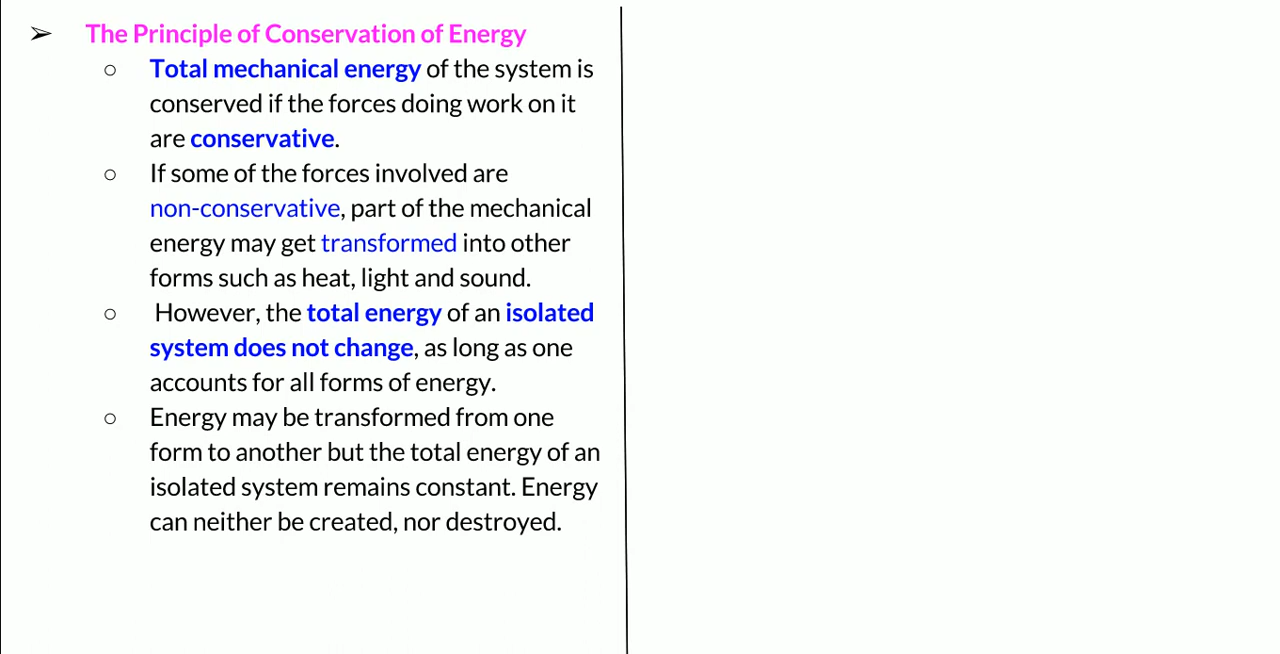 ➢ The Principle of Conservation of Energy
○ Total mechanical energy of the system is
conserved if the forces doing work on it
are conservative.
○ If some of the forces involved are
non-conservative, part of the mechanical
energy may get transformed into other
forms such as heat, light and sound.
○ However, the total energy of an isolated
system does not change, as long as one
accounts for all forms of energy.
○ Energy may be transformed from one
form to another but the total energy of an
isolated system remains constant. Energy
can neither be created, nor destroyed.